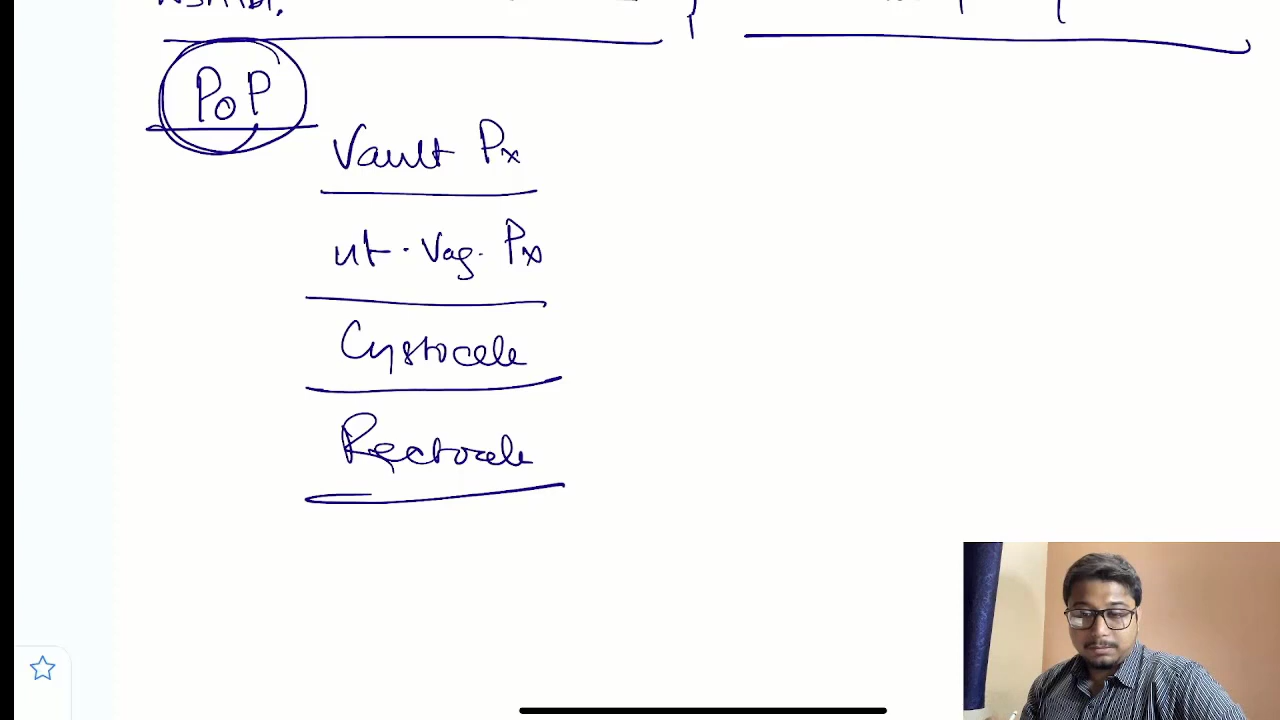 PoP
Vault Px
ut. Vag. Px
Cystocele
Rectocele